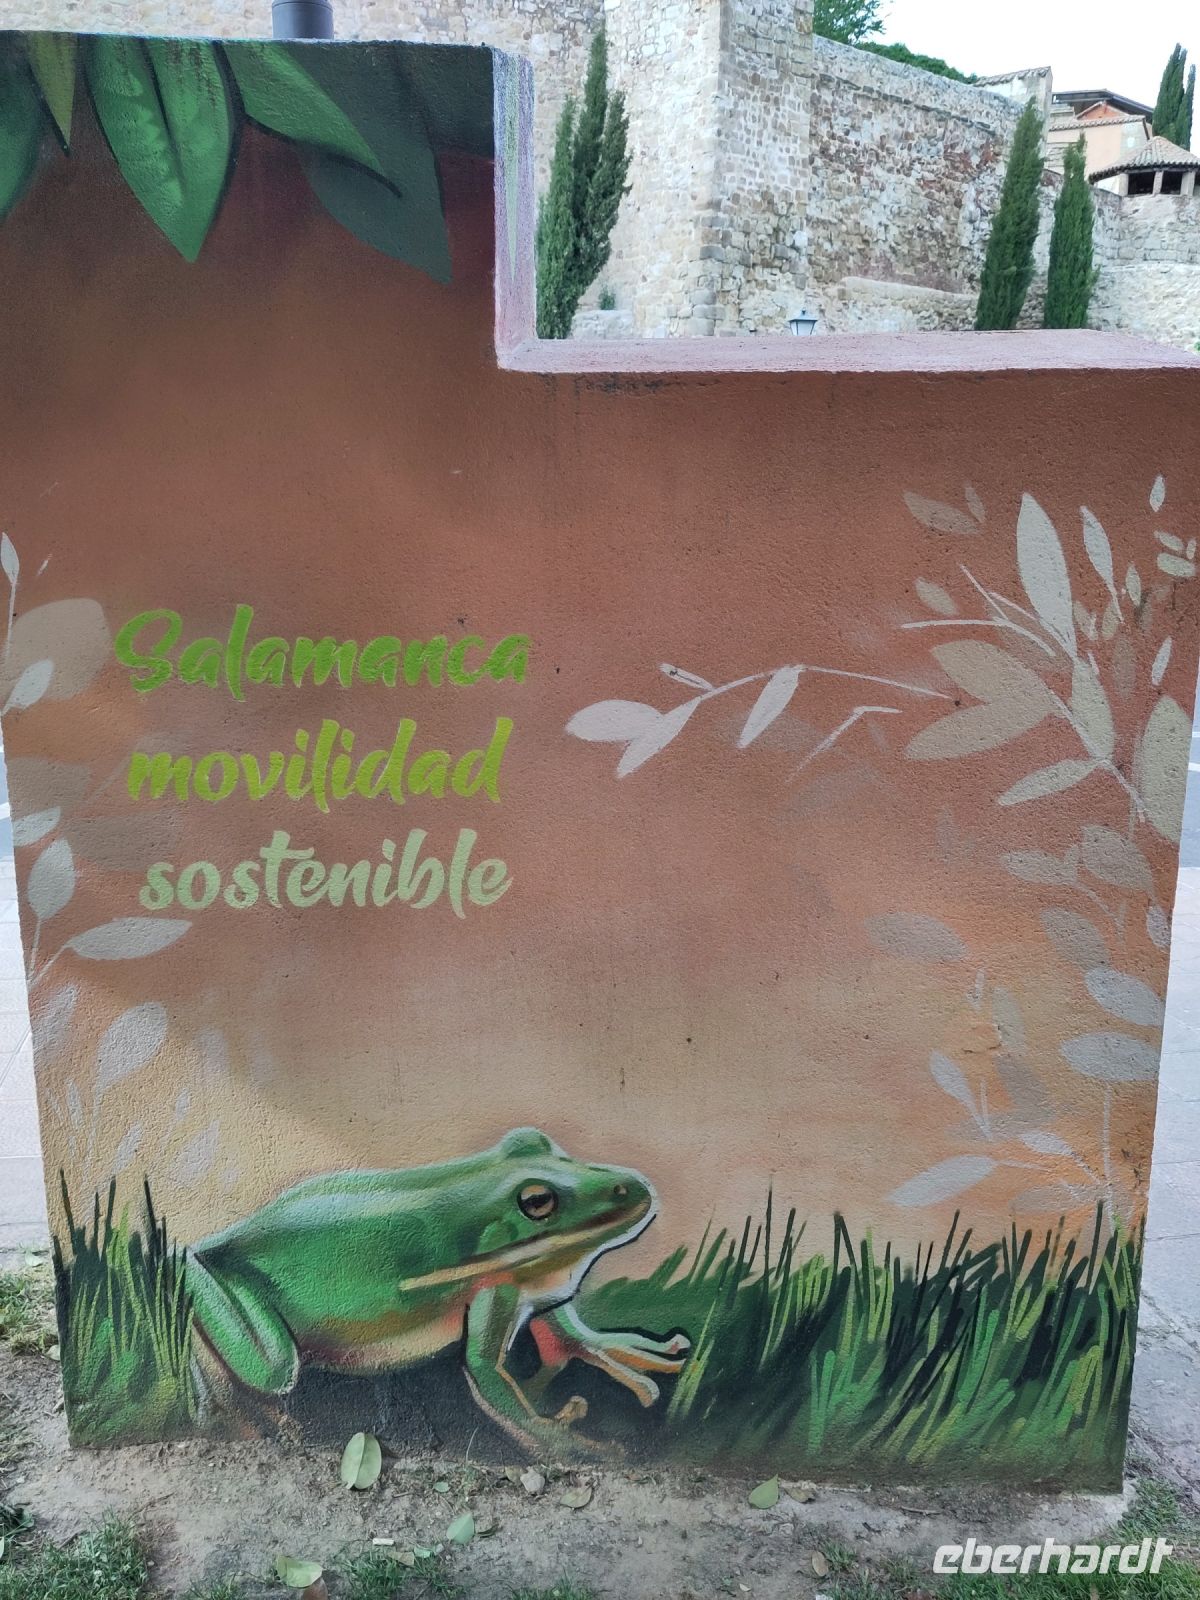 Salamanca
movilidad
sostenible
eberhardt